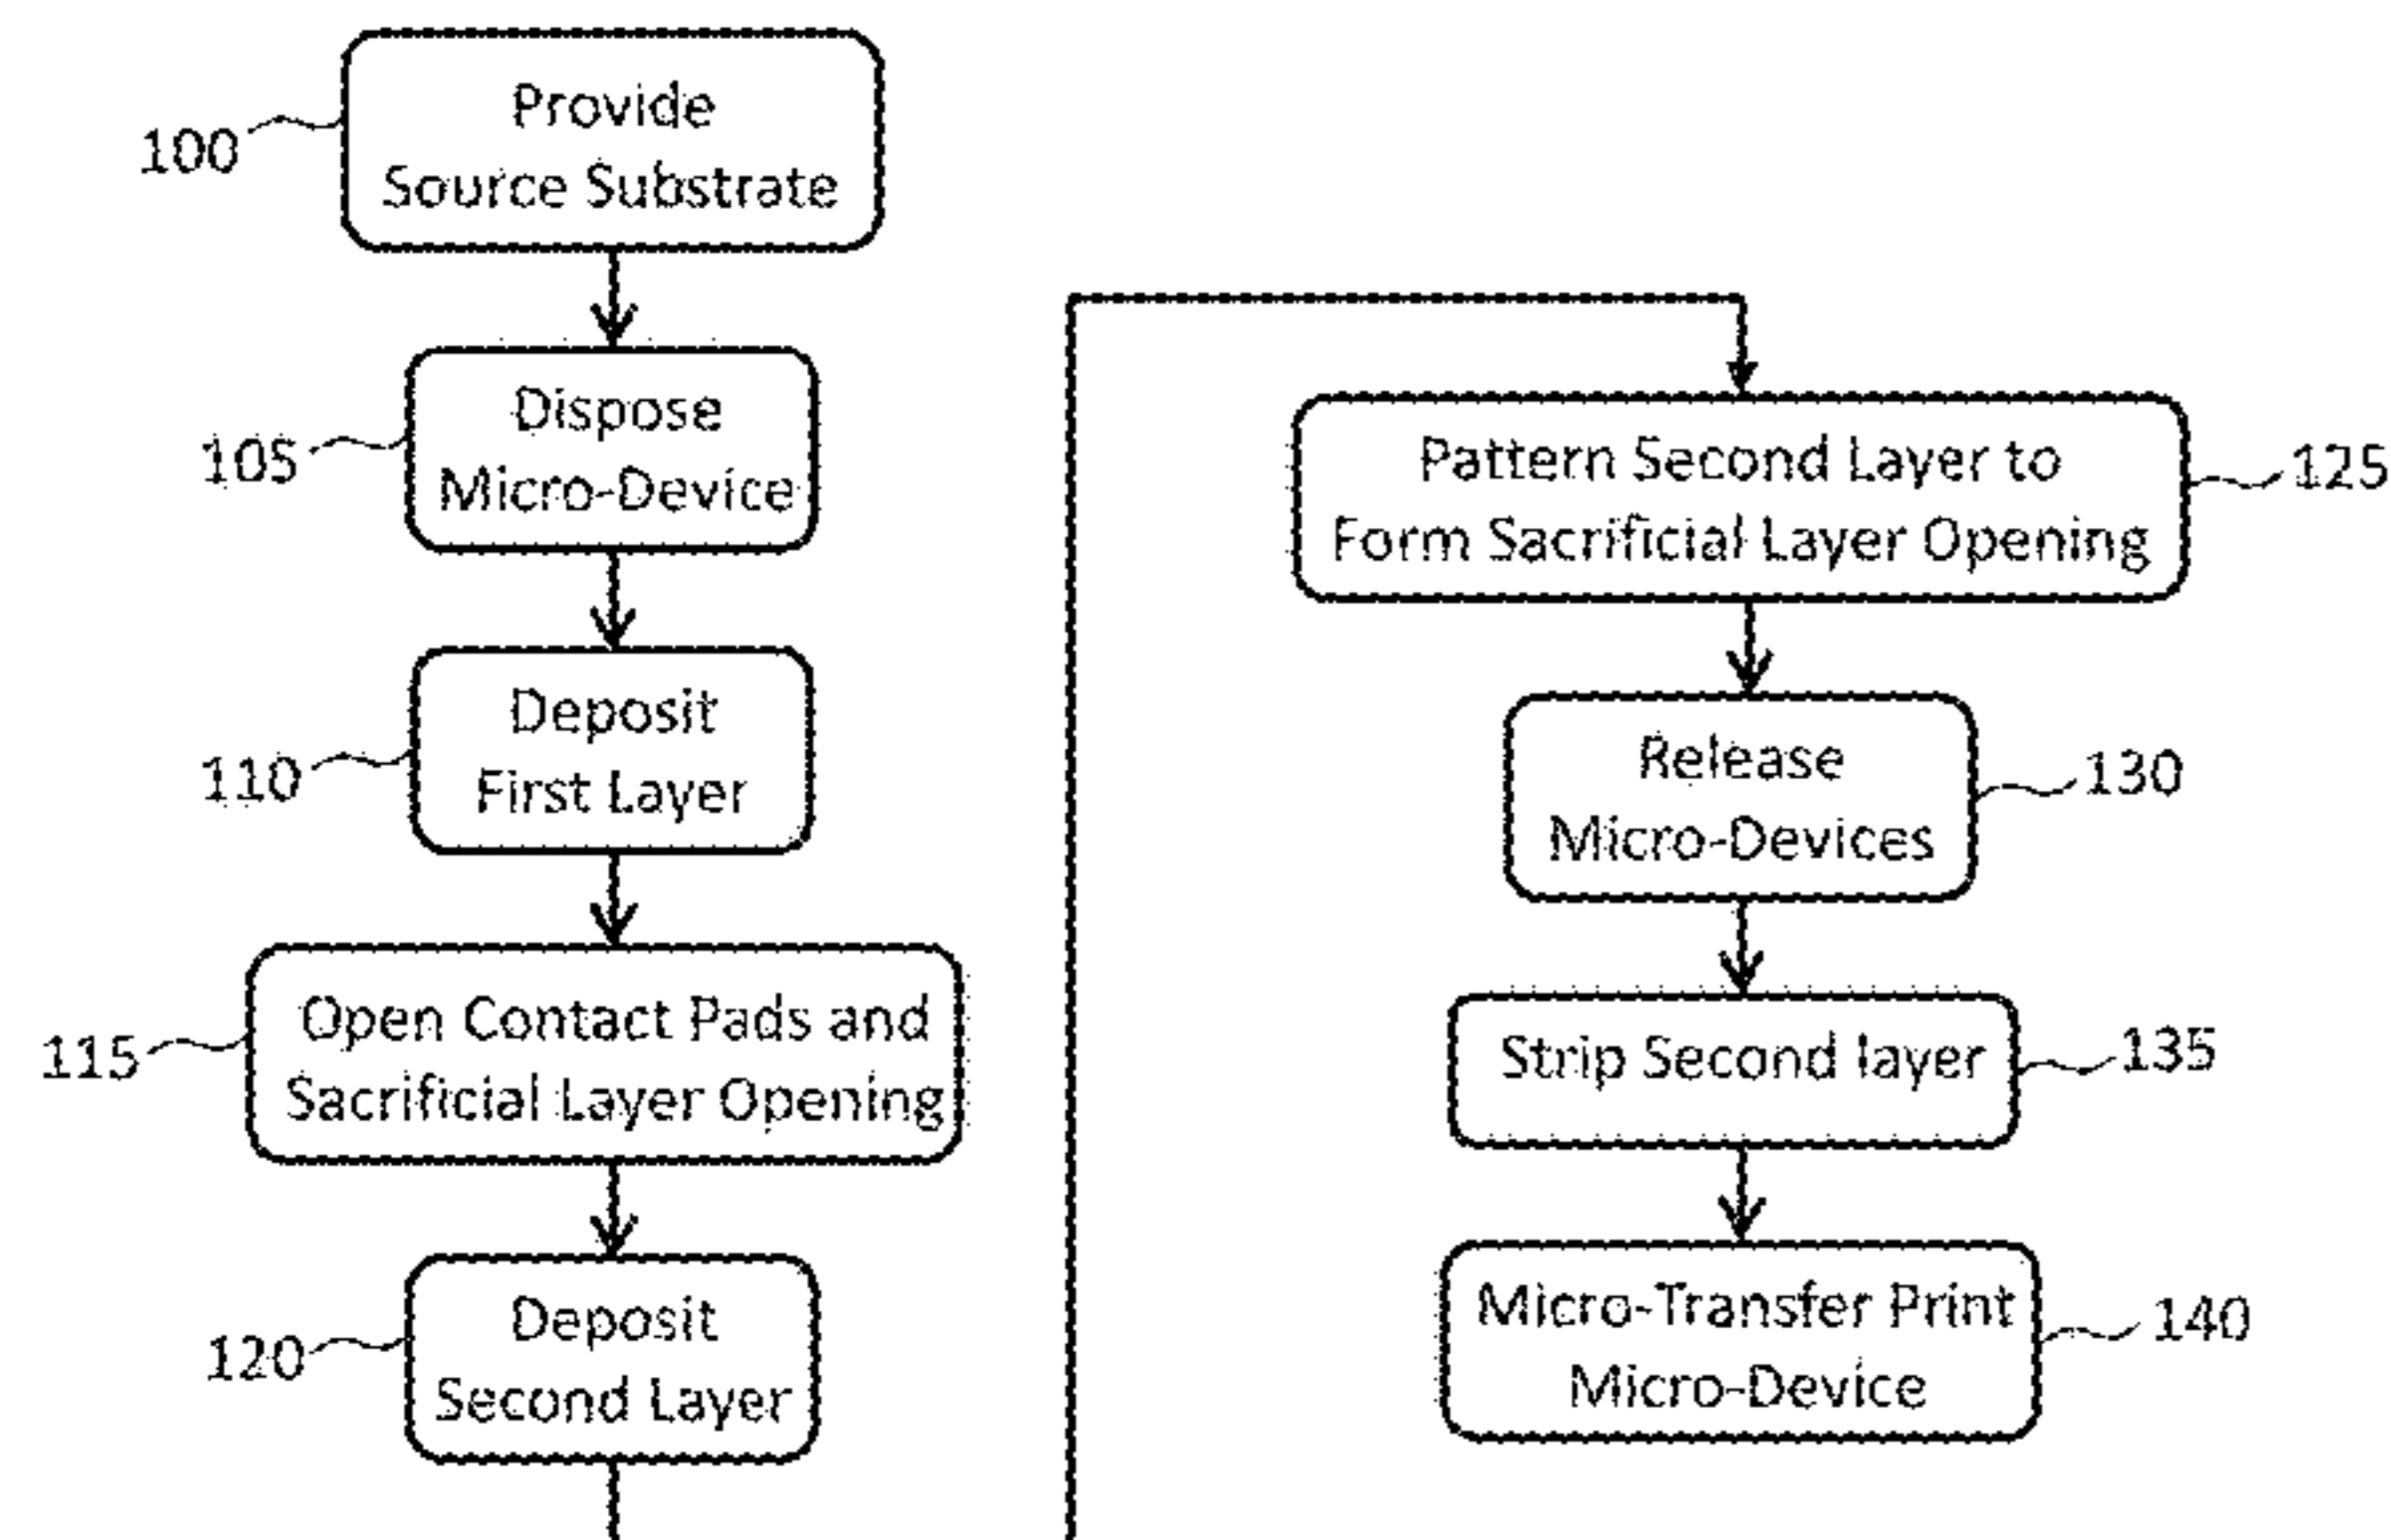 100
Provide
Source Substrate
105
Dispose
Micro-Device
110
Deposit
First Layer
115
Open Contact Pads and
Sacrificial Layer Opening
120
Deposit
Second Layer
Pattern Second Layer to
Form Sacrificial Layer Opening
125
Release
Micro-Devices
130
Strip Second layer
135
Micro-Transfer Print
Micro-Device
140